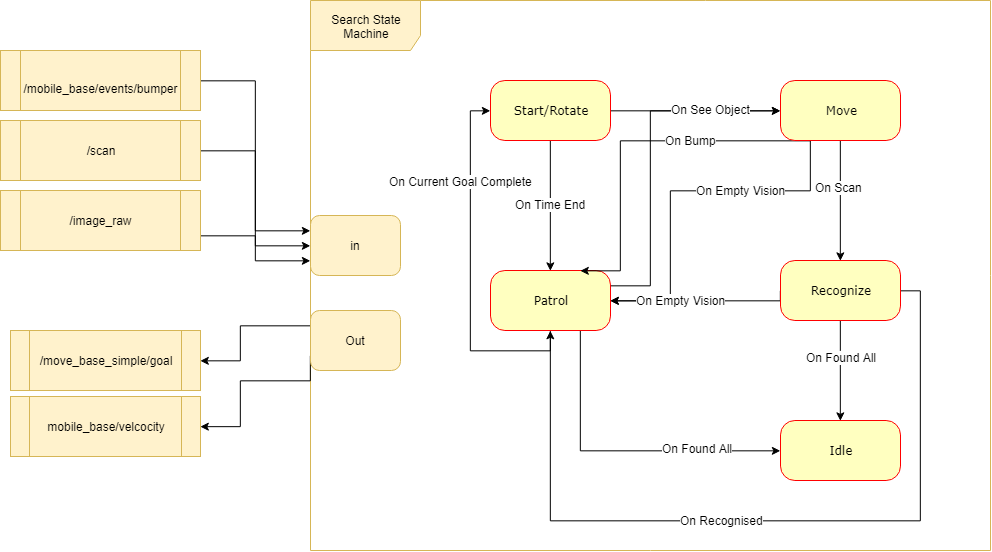 Search State
Machine
/mobile_base/events/bumper
/scan
/image_raw
in
Out
/move_base_simple/goal
mobile_base/velcocity
Start/Rotate
On See Object
Move
On Bump
On Current Goal Complete
On Empty Vision
On Scan
On Time End
Patrol
On Empty Vision
Recognize
On Found All
On Found All
Idle
On Recognised